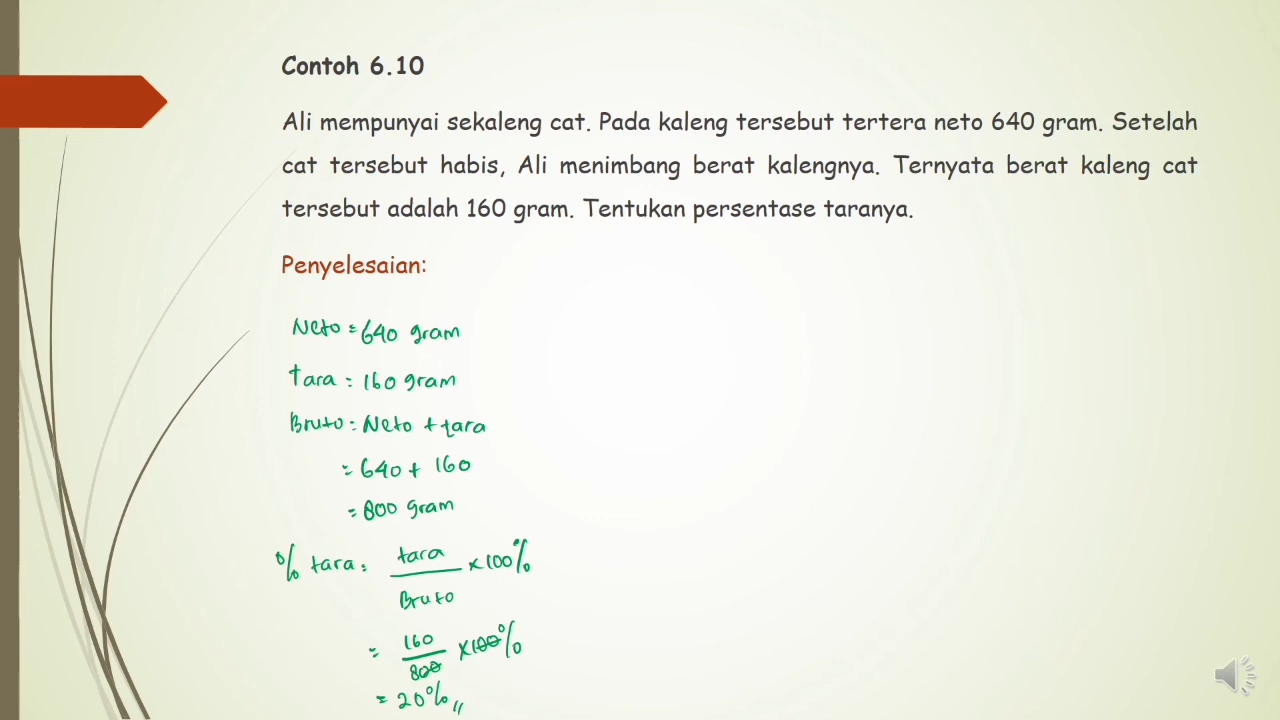 Contoh 6.10
Ali mempunyai sekaleng cat. Pada kaleng tersebut tertera neto 640 gram. Setelah
cat tersebut habis, Ali menimbang berat kalengnya. Ternyata berat kaleng cat
tersebut adalah 160 gram. Tentukan persentase taranya.
Penyelesaian:
Neto = 640 gram
tara = 160 gram
Bruto = Neto + tara
= 640 + 160
= 800 gram
% tara = tara / Bruto × 100%
= 160 / 800 × 100%
= 20% //